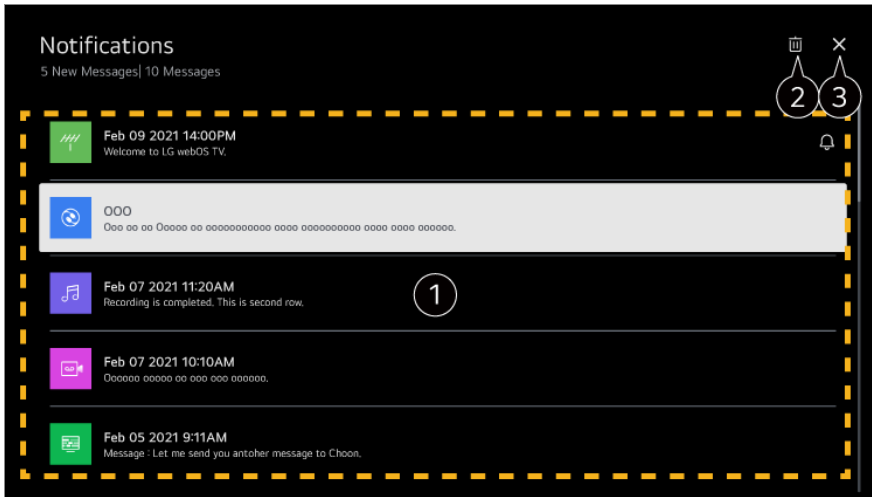 Notifications
5 New Messages| 10 Messages
2 3
Feb 09 2021 14:00PM
Welcome to LG webOS TV.
OOO
Ooo oo oo Ooooo oo ooooooooooo oooo oooooooooo oooo oooo oooooo.
Feb 07 2021 11:20AM
Recording is completed. This is second row.
1
Feb 07 2021 10:10AM
Oooooo ooooo oo ooo ooo oooooo.
Feb 05 2021 9:11AM
Message : Let me send you antoher message to Choon.